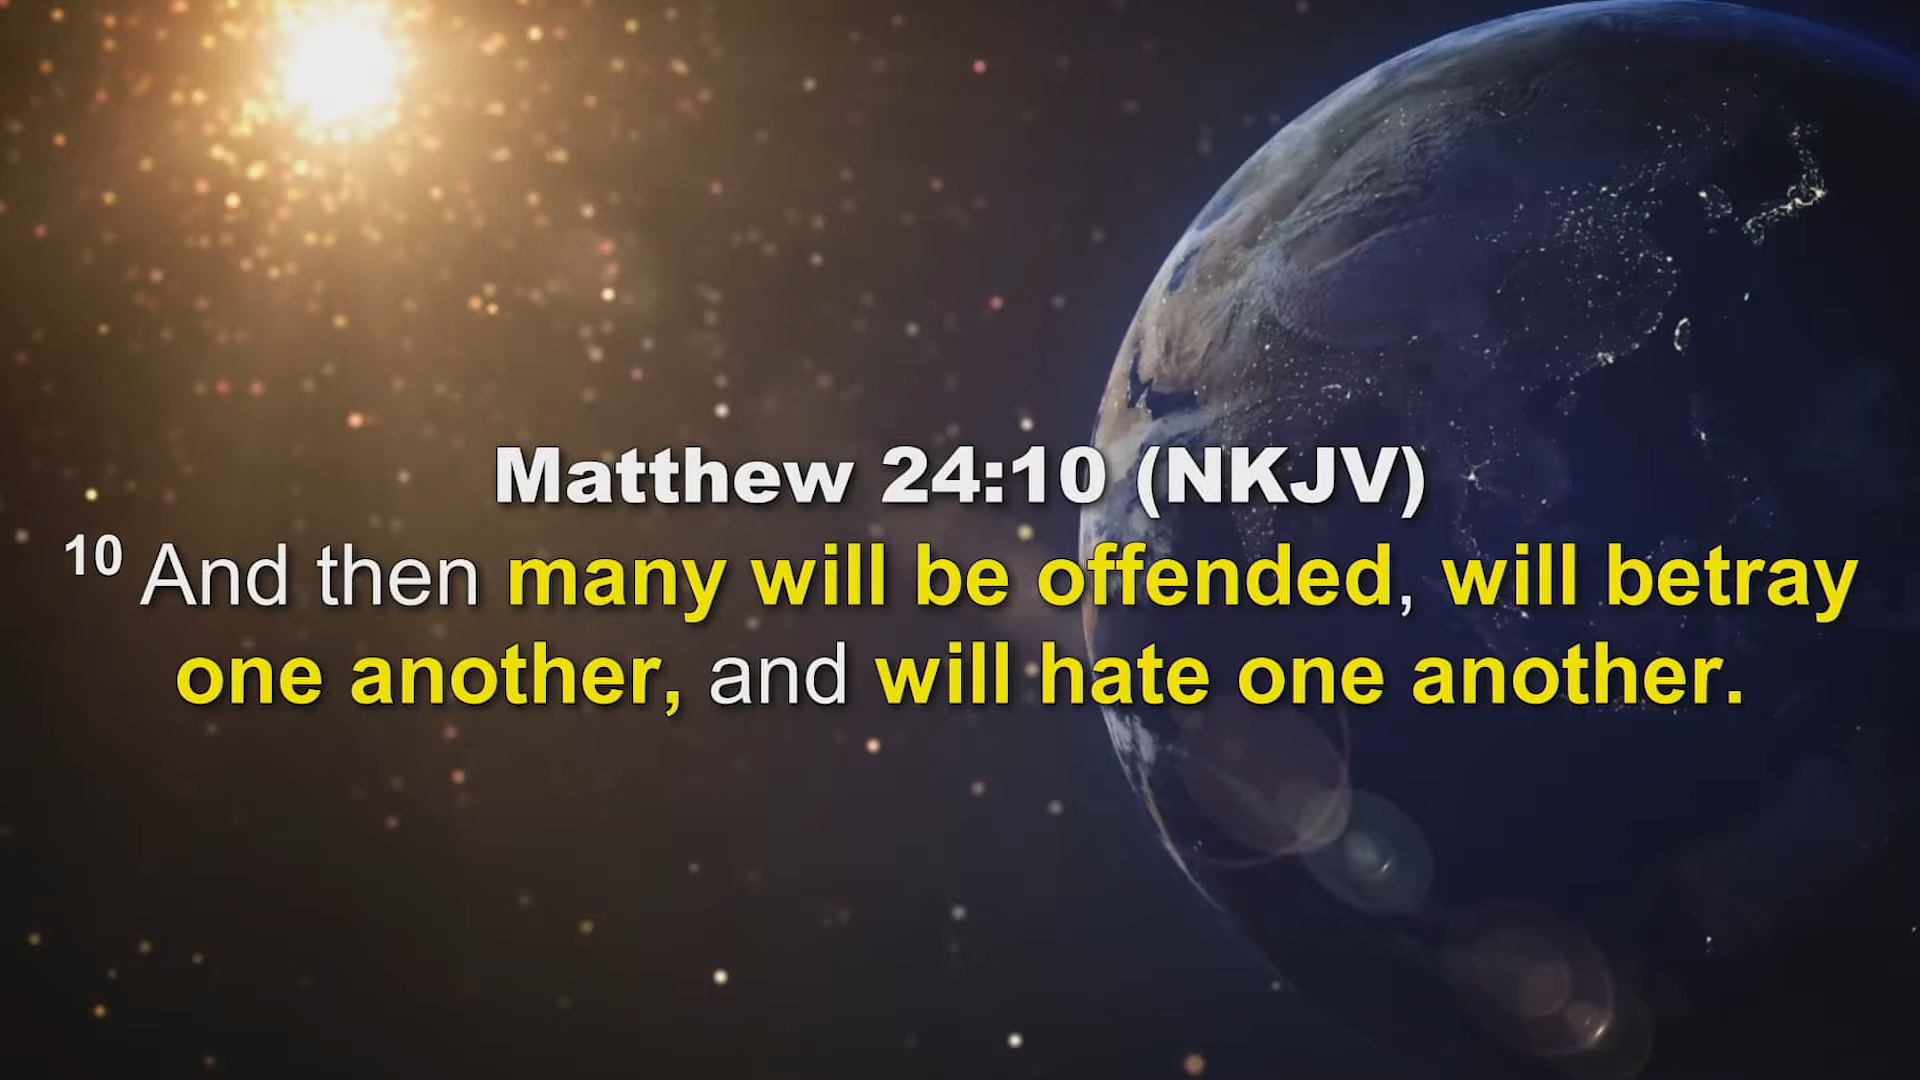 Matthew 24:10 (NKJV)
10 And then many will be offended, will betray
one another, and will hate one another.